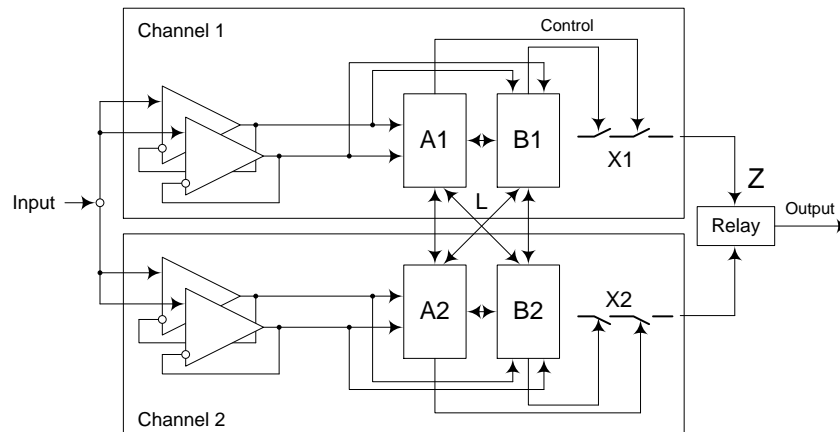 Channel 1
Control
A1
B1
X1
L
Z
Input
Output
Relay
A2
B2
X2
Channel 2